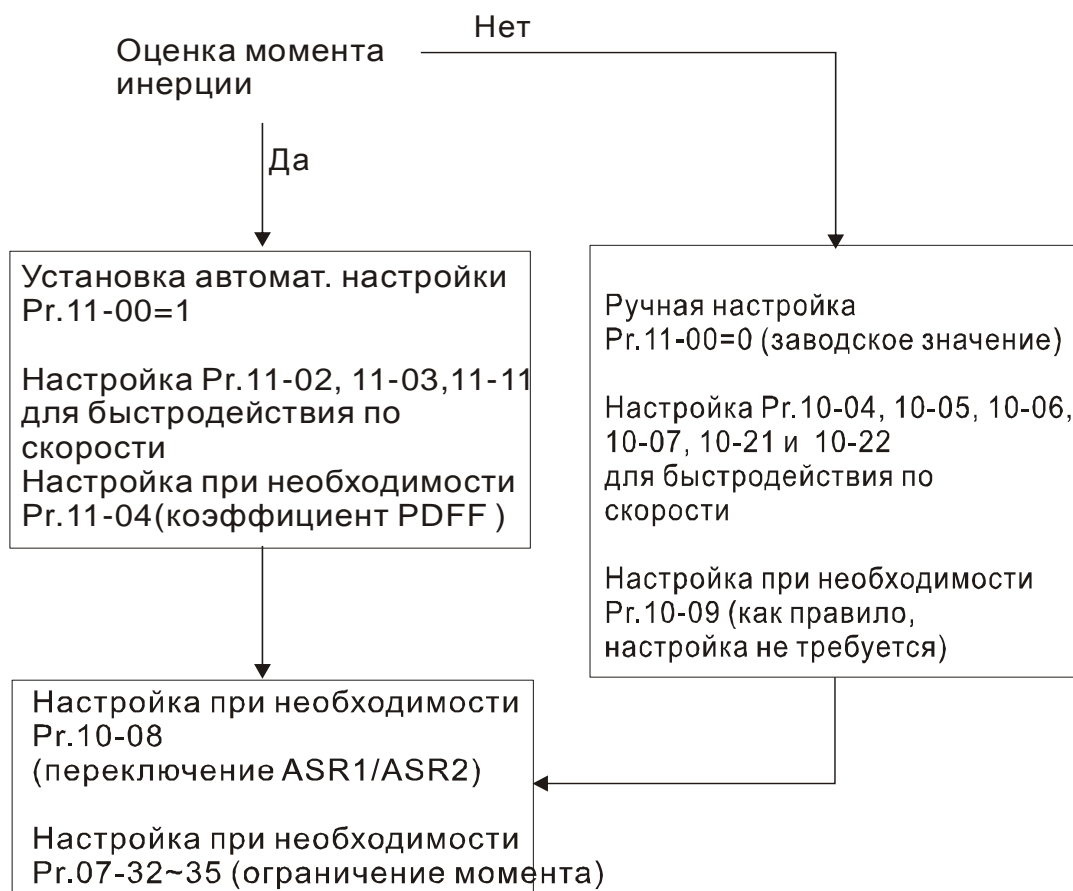 Нет
Оценка момента
инерции
Да
Установка автомат. настройки
Pr.11-00=1
Настройка Pr.11-02, 11-03,11-11
для быстродействия по
скорости
Настройка при необходимости
Pr.11-04(коэффициент PDFF )
Ручная настройка
Pr.11-00=0 (заводское значение)
Настройка Pr.10-04, 10-05, 10-06,
10-07, 10-21 и 10-22
для быстродействия по
скорости
Настройка при необходимости
Pr.10-09 (как правило,
настройка не требуется)
Настройка при необходимости
Pr.10-08
(переключение ASR1/ASR2)
Настройка при необходимости
Pr.07-32~35 (ограничение момента)